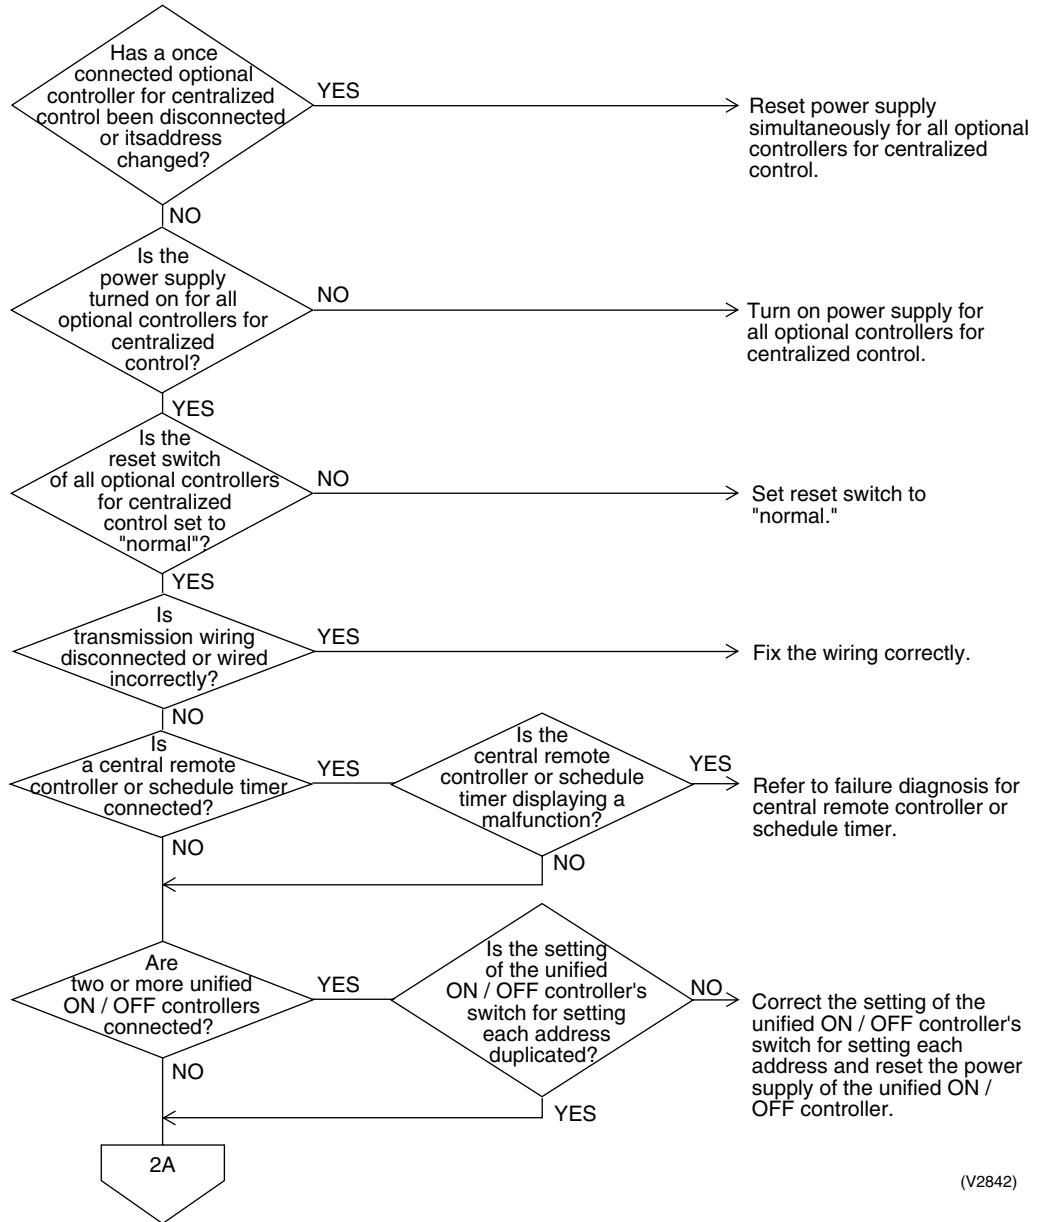 Has a once
connected optional
controller for centralized
control been disconnected
or itsaddress
changed?
YES
Reset power supply
simultaneously for all optional
controllers for centralized
control.
NO
Is the
power supply
turned on for all
optional controllers for
centralized
control?
NO
Turn on power supply for
all optional controllers for
centralized control.
YES
Is the
reset switch
of all optional controllers
for centralized
control set to
"normal"?
NO
Set reset switch to
"normal."
YES
Is
transmission wiring
disconnected or wired
incorrectly?
YES
Fix the wiring correctly.
NO
Is
a central remote
controller or schedule timer
connected?
YES
Is the
central remote
controller or schedule
timer displaying a
malfunction?
YES
Refer to failure diagnosis for
central remote controller or
schedule timer.
NO
NO
Are
two or more unified
ON / OFF controllers
connected?
YES
Is the setting
of the unified
ON / OFF controller's
switch for setting
each address
duplicated?
NO
Correct the setting of the
unified ON / OFF controller's
switch for setting each
address and reset the power
supply of the unified ON /
OFF controller.
NO
YES
2A
(V2842)